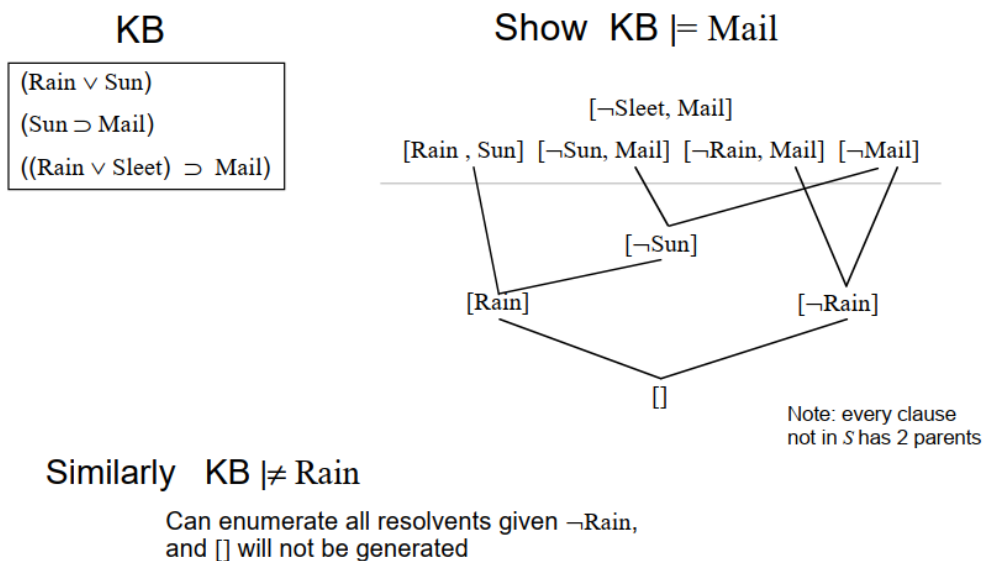 KB
(Rain ∨ Sun)
(Sun ⊃ Mail)
((Rain ∨ Sleet) ⊃ Mail)
Show KB |= Mail
[¬Sleet, Mail]
[Rain , Sun] [¬Sun, Mail] [¬Rain, Mail] [¬Mail]
[¬Sun]
[Rain] [¬Rain]
[]
Note: every clause
not in S has 2 parents
Similarly KB |≠ Rain
Can enumerate all resolvents given ¬Rain,
and [] will not be generated